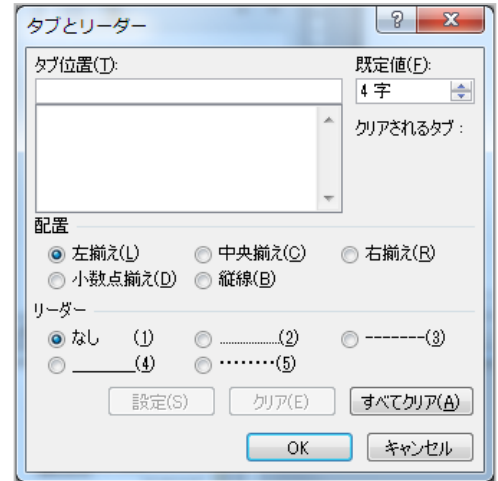 タブとリーダー
タブ位置(T): 既定値(F):
4 字
クリアされるタブ：
配置
左揃え(L) 中央揃え(C) 右揃え(R)
小数点揃え(D) 縦線(B)
リーダー
なし (1) ....................(2) -------(3)
_______(4) ········(5)
設定(S) クリア(E) すべてクリア(A)
OK キャンセル